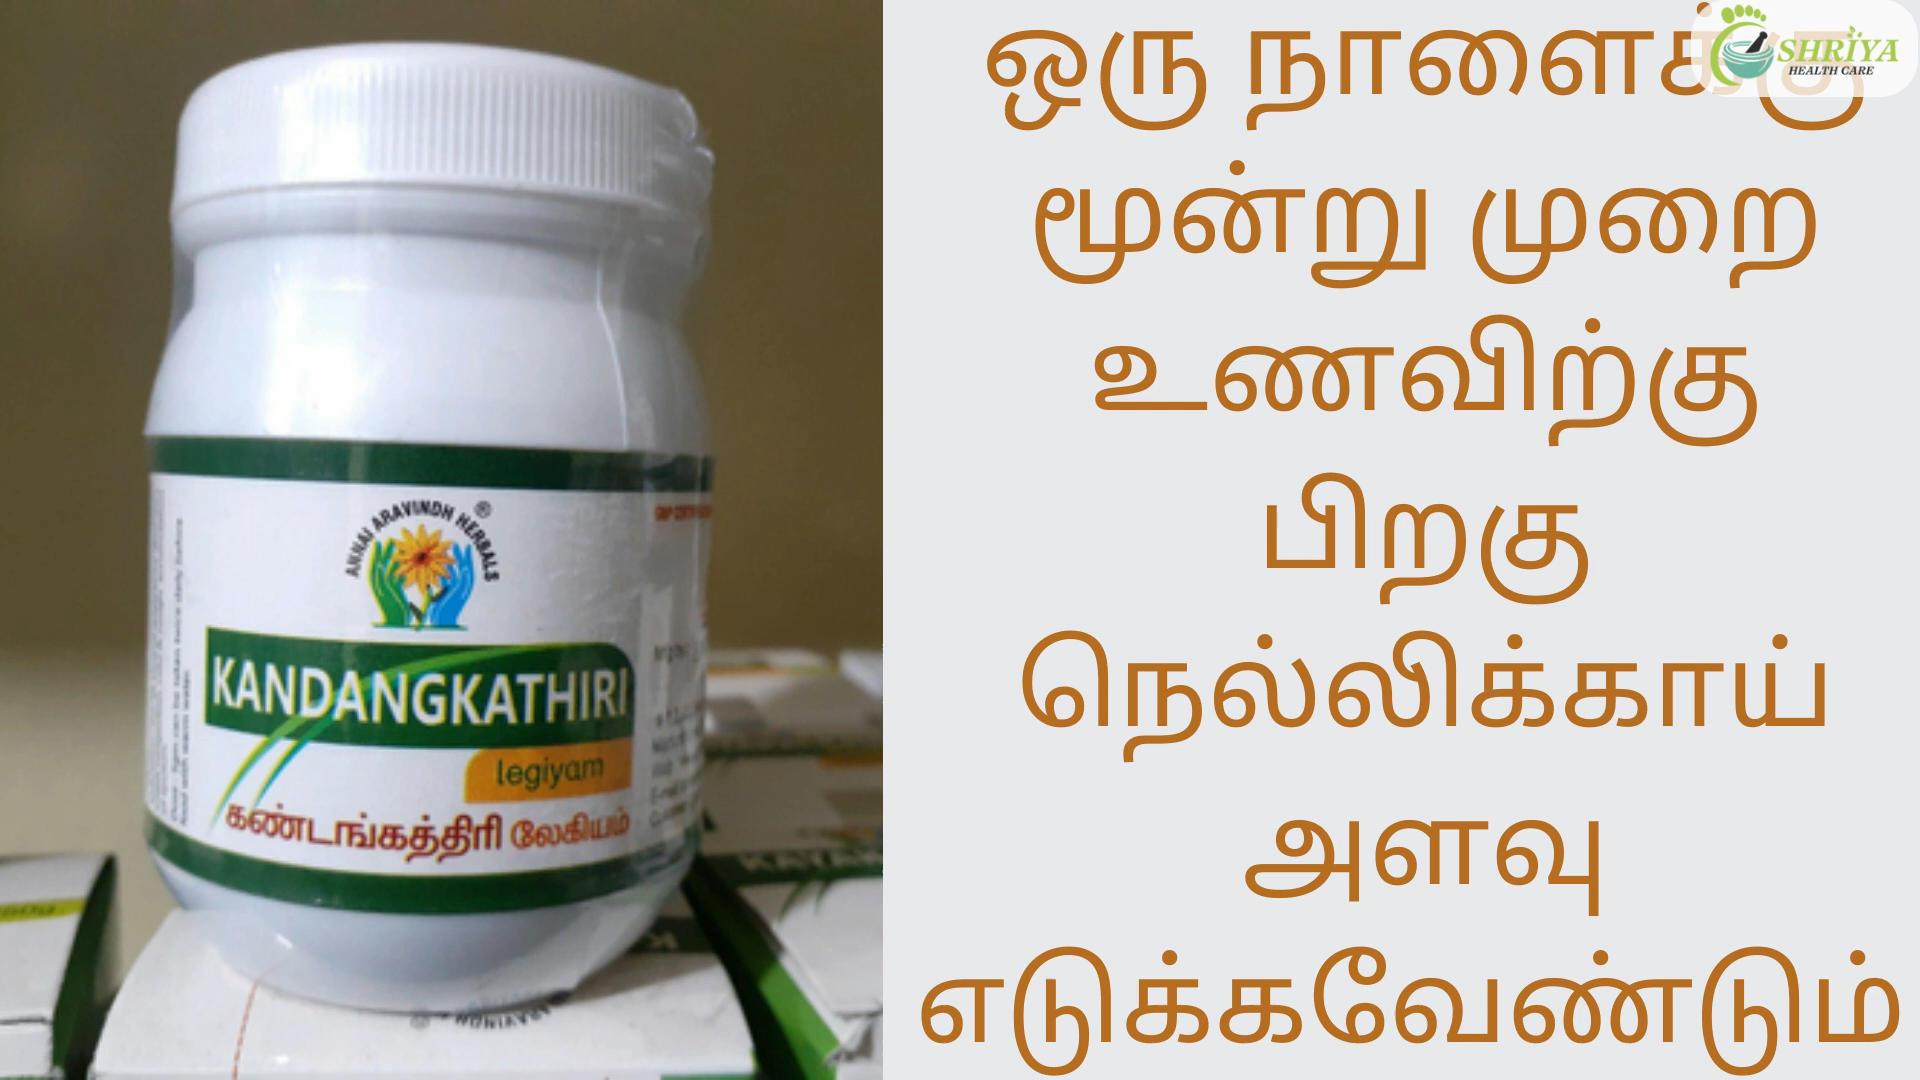 ஒரு நாளைக்கு
மூன்று முறை
உணவிற்கு
பிறகு
நெல்லிக்காய்
அளவு
எடுக்கவேண்டும்
SHRIYA
HEALTH CARE
ANNAI ARAVINDH HERBALS ®
KANDANGKATHIRI
legiyam
கண்டங்கத்திரி லேகியம்